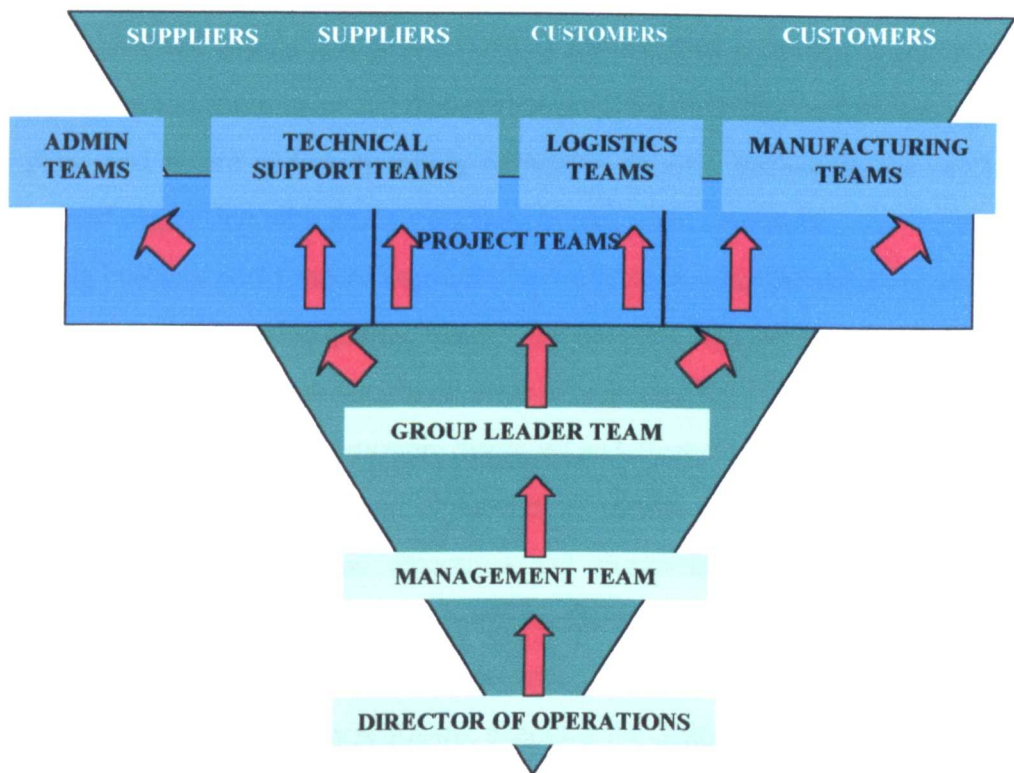 SUPPLIERS SUPPLIERS CUSTOMERS CUSTOMERS
ADMIN
TEAMS
TECHNICAL
SUPPORT TEAMS
LOGISTICS
TEAMS
MANUFACTURING
TEAMS
PROJECT TEAMS
GROUP LEADER TEAM
MANAGEMENT TEAM
DIRECTOR OF OPERATIONS